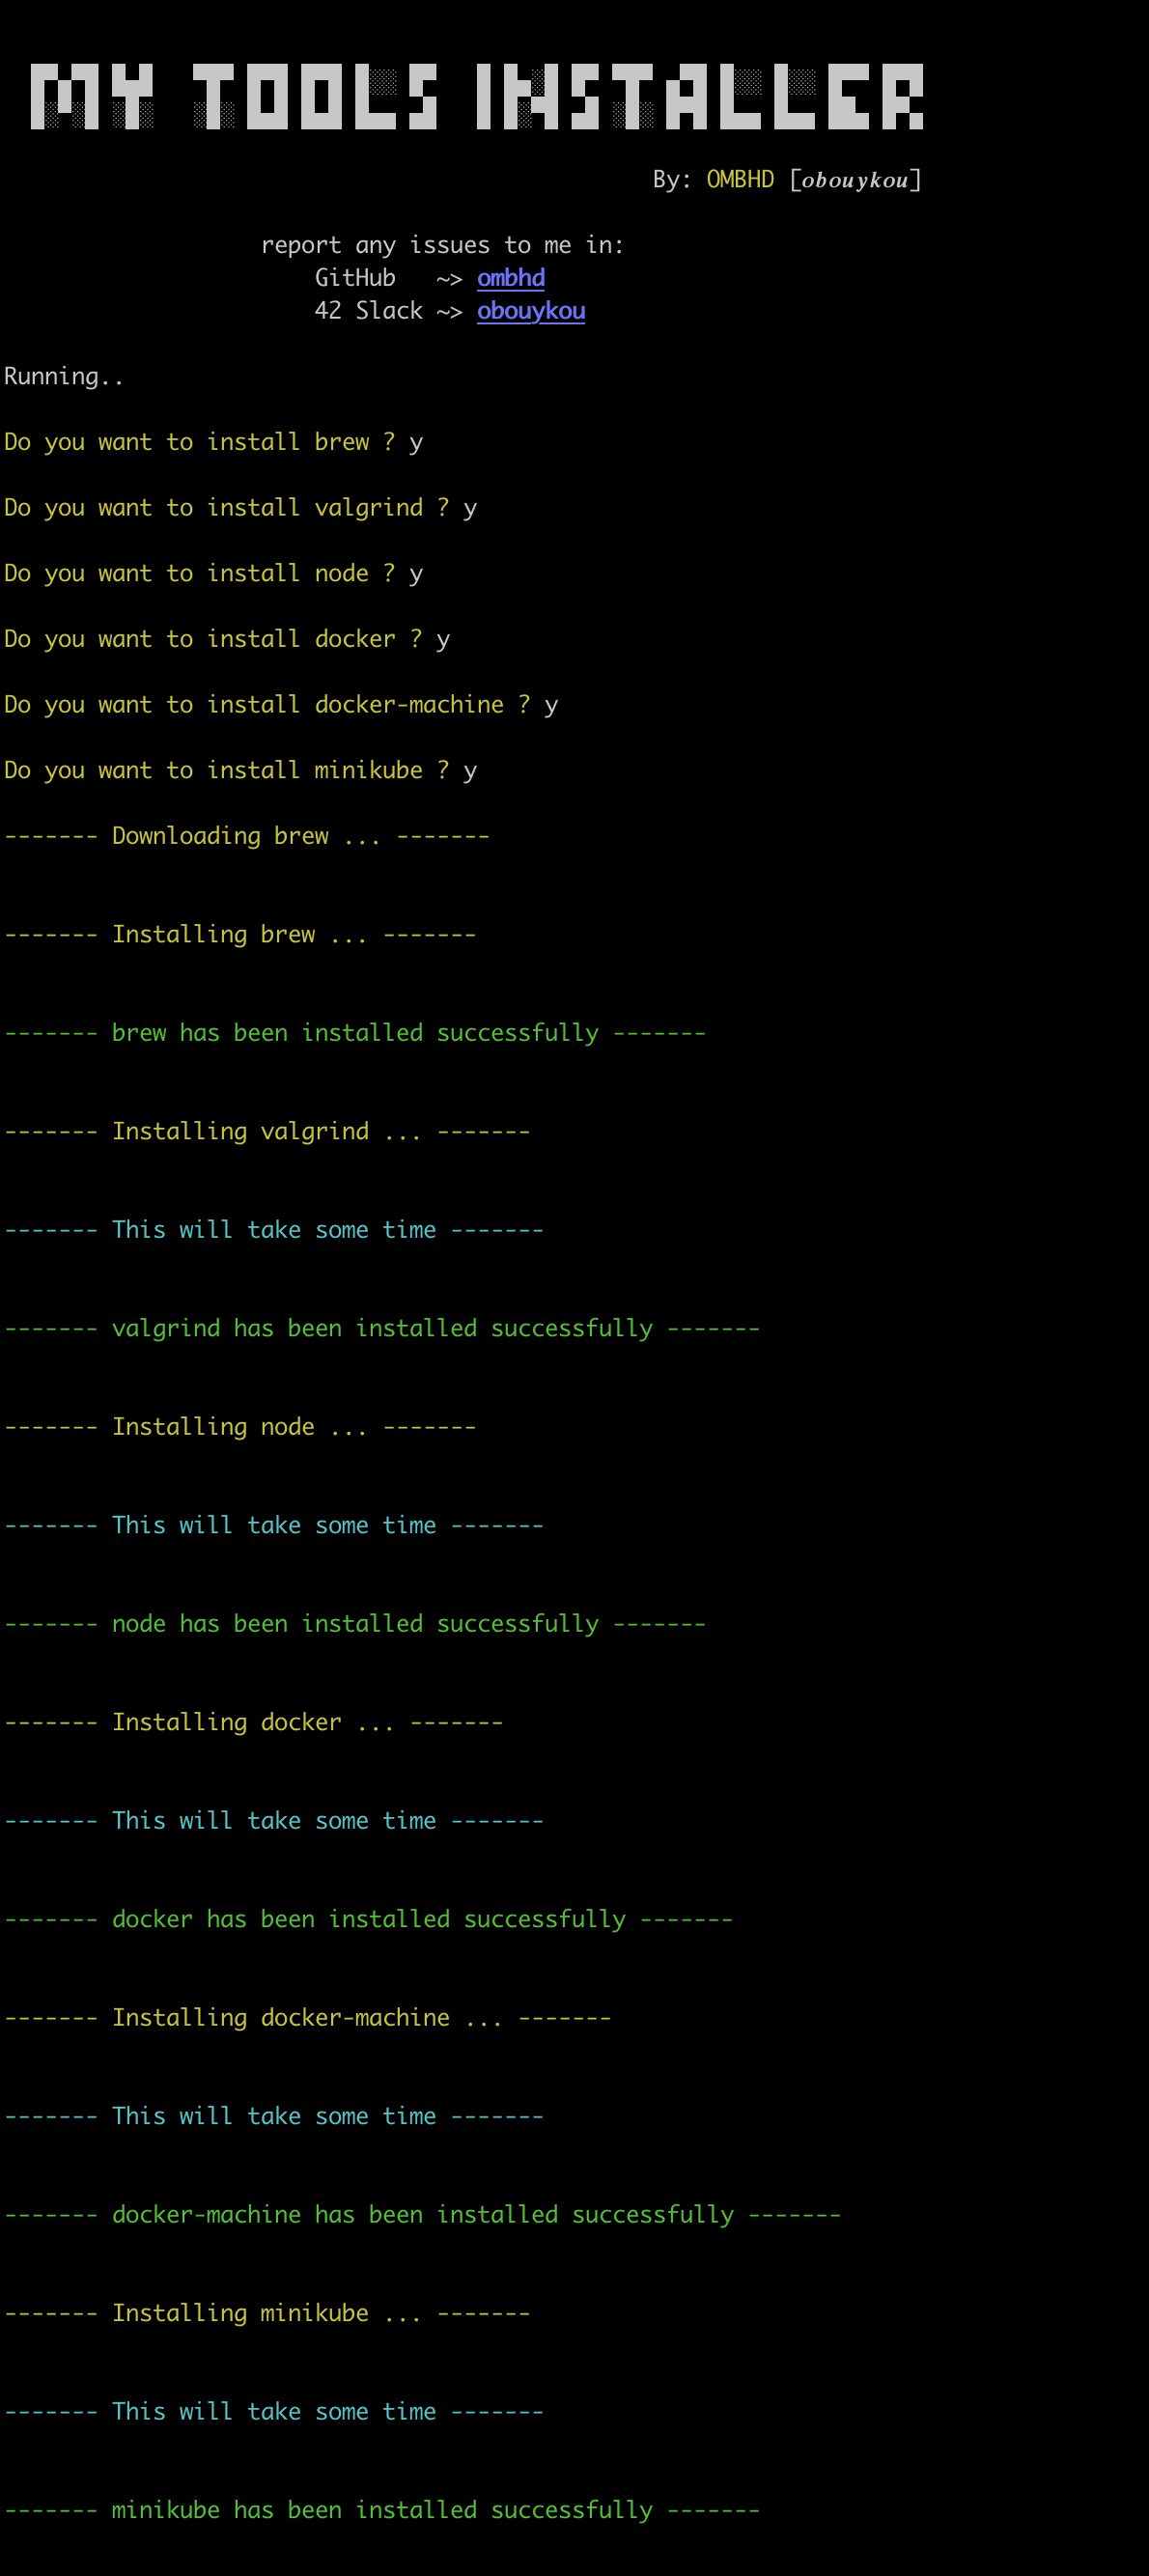 MY TOOLS INSTALLER
By: OMBHD [obouykou]
report any issues to me in:
GitHub ~> ombhd
42 Slack ~> obouykou
Running..
Do you want to install brew ? y
Do you want to install valgrind ? y
Do you want to install node ? y
Do you want to install docker ? y
Do you want to install docker-machine ? y
Do you want to install minikube ? y
------- Downloading brew ... -------
------- Installing brew ... -------
------- brew has been installed successfully -------
------- Installing valgrind ... -------
------- This will take some time -------
------- valgrind has been installed successfully -------
------- Installing node ... -------
------- This will take some time -------
------- node has been installed successfully -------
------- Installing docker ... -------
------- This will take some time -------
------- docker has been installed successfully -------
------- Installing docker-machine ... -------
------- This will take some time -------
------- docker-machine has been installed successfully -------
------- Installing minikube ... -------
------- This will take some time -------
------- minikube has been installed successfully -------